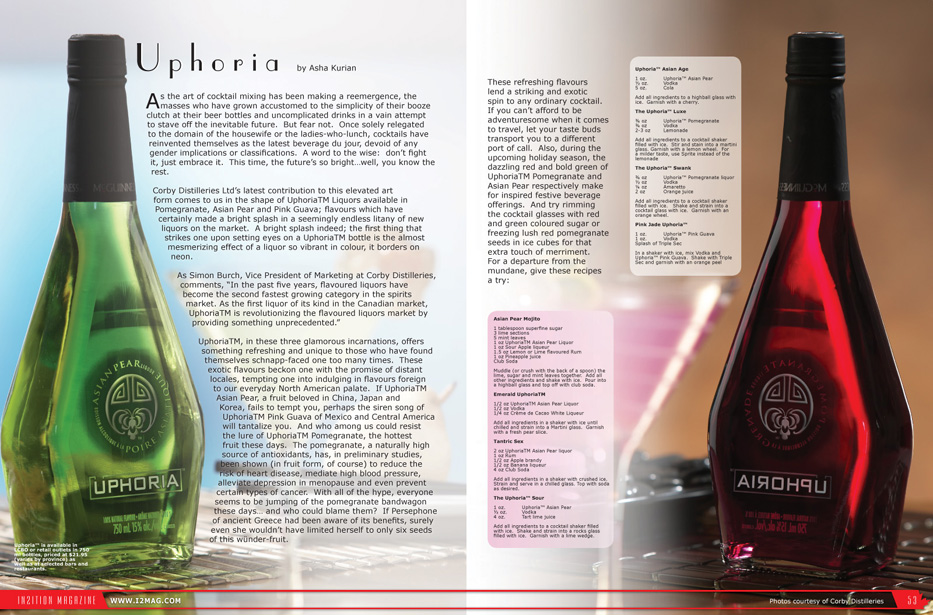 Uphoria by Asha Kurian
As the art of cocktail mixing has been making a reemergence, the
masses who have grown accustomed to the simplicity of their booze
clutch at their beer bottles and uncomplicated drinks in a vain attempt
to stave off the inevitable future. But fear not. Once solely relegated
to the domain of the housewife or the ladies-who-lunch, cocktails have
reinvented themselves as the latest beverage du jour, devoid of any
gender implications or classifications. A word to the wise: don't fight
it, just embrace it. This time, the future's so bright...well, you know the
rest.
Corby Distilleries Ltd's latest contribution to this elevated art
form comes to us in the shape of UphoriaTM Liquors available in
Pomegranate, Asian Pear and Pink Guava; flavours which have
certainly made a bright splash in a seemingly endless litany of new
liquors on the market. A bright splash indeed; the first thing that
strikes one upon setting eyes on a UphoriaTM bottle is the almost
mesmerizing effect of a liquor so vibrant in colour, it borders on
neon.
As Simon Burch, Vice President of Marketing at Corby Distilleries,
comments, "In the past five years, flavoured liquors have
become the second fastest growing category in the spirits
market. As the first liquor of its kind in the Canadian market,
UphoriaTM is revolutionizing the flavoured liquors market by
providing something unprecedented."
UphoriaTM, in these three glamorous incarnations, offers
something refreshing and unique to those who have found
themselves schnapp-faced one too many times. These
exotic flavours beckon one with the promise of distant
locales, tempting one into indulging in flavours foreign
to our everyday North American palate. If UphoriaTM
Asian Pear, a fruit beloved in China, Japan and
Korea, fails to tempt you, perhaps the siren song of
UphoriaTM Pink Guava of Mexico and Central America
will tantalize you. And who among us could resist
the lure of UphoriaTM Pomegranate, the hottest
fruit these days. The pomegranate, a naturally high
source of antioxidants, has, in preliminary studies,
been shown (in fruit form, of course) to reduce the
risk of heart disease, mediate high blood pressure,
alleviate depression in menopause and even prevent
certain types of cancer. With all of the hype, everyone
seems to be jumping of the pomegranate bandwagon
these days... and who could blame them? If Persephone
of ancient Greece had been aware of its benefits, surely
even she wouldn't have limited herself to only six seeds
of this wünder-fruit.
ASIAN PEAR
POIRE
UPHORIA
750 ml 15% alc./vol.
Uphoria™ is available in
LCBO or retail outlets in 750
ml bottles, priced at $21.95
(varies by province) as
well as at selected bars and
restaurants.
IN2ITION MAGAZINE WWW.12MAG.COM
These refreshing flavours
lend a striking and exotic
spin to any ordinary cocktail.
If you can't afford to be
adventuresome when it comes
to travel, let your taste buds
transport you to a different
port of call. Also, during the
upcoming holiday season, the
dazzling red and bold green of
UphoriaTM Pomegranate and
Asian Pear respectively make
for inspired festive beverage
offerings. And try rimming
the cocktail glasses with red
and green coloured sugar or
freezing lush red pomegranate
seeds in ice cubes for that
extra touch of merriment.
For a departure from the
mundane, give these recipes
a try:
Asian Pear Mojito
1 tablespoon superfine sugar
3 lime sections
5 mint leaves
1 oz UphoriaTM Asian Pear Liquor
1 oz Sour Apple liqueur
1.5 oz Lemon or Lime flavoured Rum
1 oz Pineapple juice
Club Soda
Muddle (or crush with the back of a spoon) the
lime, sugar and mint leaves together. Add all
other ingredients and shake with ice. Pour into
a highball glass and top off with club soda.
Emerald UphoriaTM
1/2 oz UphoriaTM Asian Pear Liquor
1/2 oz Vodka
1/4 oz Crème de Cacao White Liqueur
Add all ingredients in a shaker with ice until
chilled and strain into a Martini glass. Garnish
with a fresh pear slice.
Tantric Sex
2 oz UphoriaTM Asian Pear liquor
1 oz Rum
1/2 oz Apple brandy
1/2 oz Banana liqueur
4 oz Club Soda
Add all ingredients in a shaker with crushed ice.
Strain and serve in a chilled glass. Top with soda
as desired.
The Uphoria™ Sour
1 oz. Uphoria™ Asian Pear
½ oz. Vodka
4 oz. Tart lime juice
Add all ingredients to a cocktail shaker filled
with ice. Shake and strain into a rocks glass
filled with ice. Garnish with a lime wedge.
Uphoria™ Asian Age
1 oz. Uphoria™ Asian Pear
½ oz. Vodka
5 oz. Cola
Add all ingredients to a highball glass with
ice. Garnish with a cherry.
The Uphoria™ Luxe
¾ oz Uphoria™ Pomegranate
¾ oz Vodka
2-3 oz Lemonade
Add all ingredients to a cocktail shaker
filled with ice. Stir and stain into a martini
glass. Garnish with a lemon wheel. For
a milder taste, use Sprite instead of the
lemonade
The Uphoria™ Swank
¾ oz Uphoria™ Pomegranate liquor
½ oz Vodka
¾ oz Amaretto
2 oz Orange juice
Add all ingredients to a cocktail shaker
filled with ice. Shake and strain into a
cocktail glass with ice. Garnish with an
orange wheel.
Pink Jade Uphoria™
1 oz. Uphoria™ Pink Guava
1 oz. Vodka
Splash of Triple Sec
In a shaker with ice, mix Vodka and
Uphoria™ Pink Guava. Shake with Triple
Sec and garnish with an orange peel
UPHORIA
Photos courtesy of Corby Distilleries 53